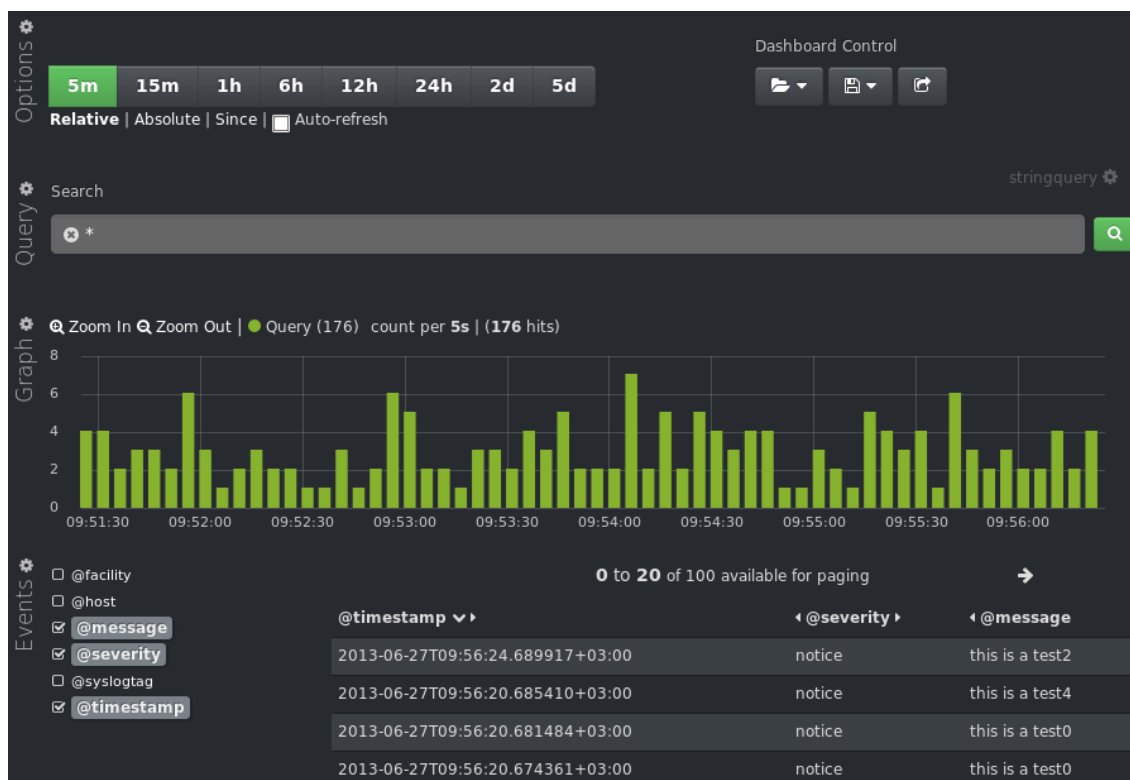 Options
Dashboard Control
5m 15m 1h 6h 12h 24h 2d 5d
Relative | Absolute | Since | Auto-refresh
Query
stringquery
Search
*
Graph
Zoom In Zoom Out | Query (176) count per 5s | (176 hits)
8
6
4
2
0
09:51:30 09:52:00 09:52:30 09:53:00 09:53:30 09:54:00 09:54:30 09:55:00 09:55:30 09:56:00
Events
@facility
@host
@message
@severity
@syslogtag
@timestamp
0 to 20 of 100 available for paging
@timestamp @severity @message
2013-06-27T09:56:24.689917+03:00 notice this is a test2
2013-06-27T09:56:20.685410+03:00 notice this is a test4
2013-06-27T09:56:20.681484+03:00 notice this is a test0
2013-06-27T09:56:20.674361+03:00 notice this is a test0